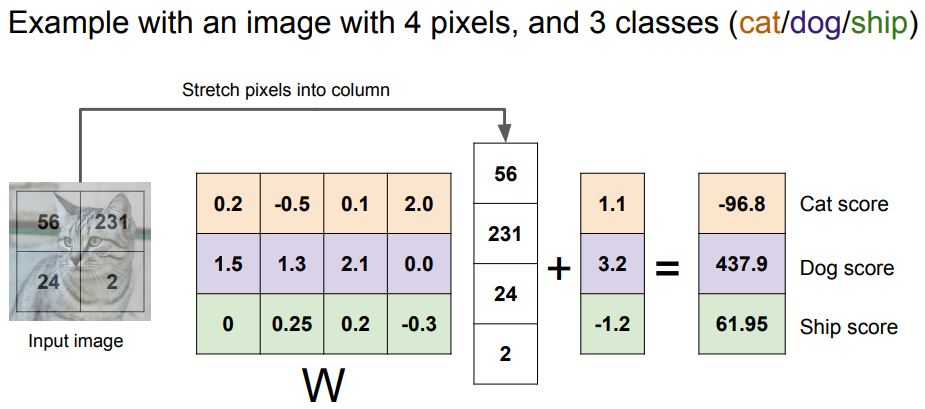 Example with an image with 4 pixels, and 3 classes (cat/dog/ship)
Stretch pixels into column
56 231
24 2
Input image
0.2 -0.5 0.1 2.0
1.5 1.3 2.1 0.0
0 0.25 0.2 -0.3
W
56
231
24
2
+
1.1
3.2
-1.2
=
-96.8 Cat score
437.9 Dog score
61.95 Ship score